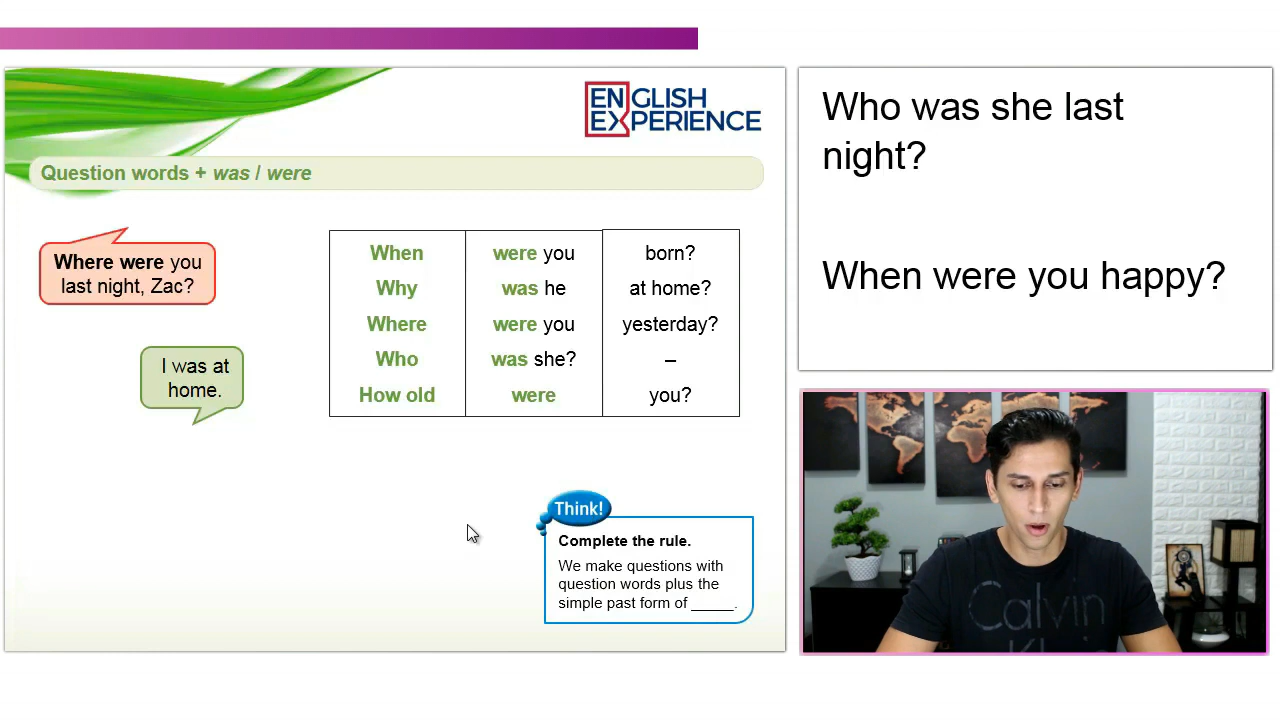 ENGLISH
EXPERIENCE
Question words + was / were
Where were you
last night, Zac?
I was at
home.
When were you born?
Why was he at home?
Where were you yesterday?
Who was she? –
How old were you?
Think!
Complete the rule.
We make questions with
question words plus the
simple past form of _____.
Who was she last
night?
When were you happy?
Calvin
Klein